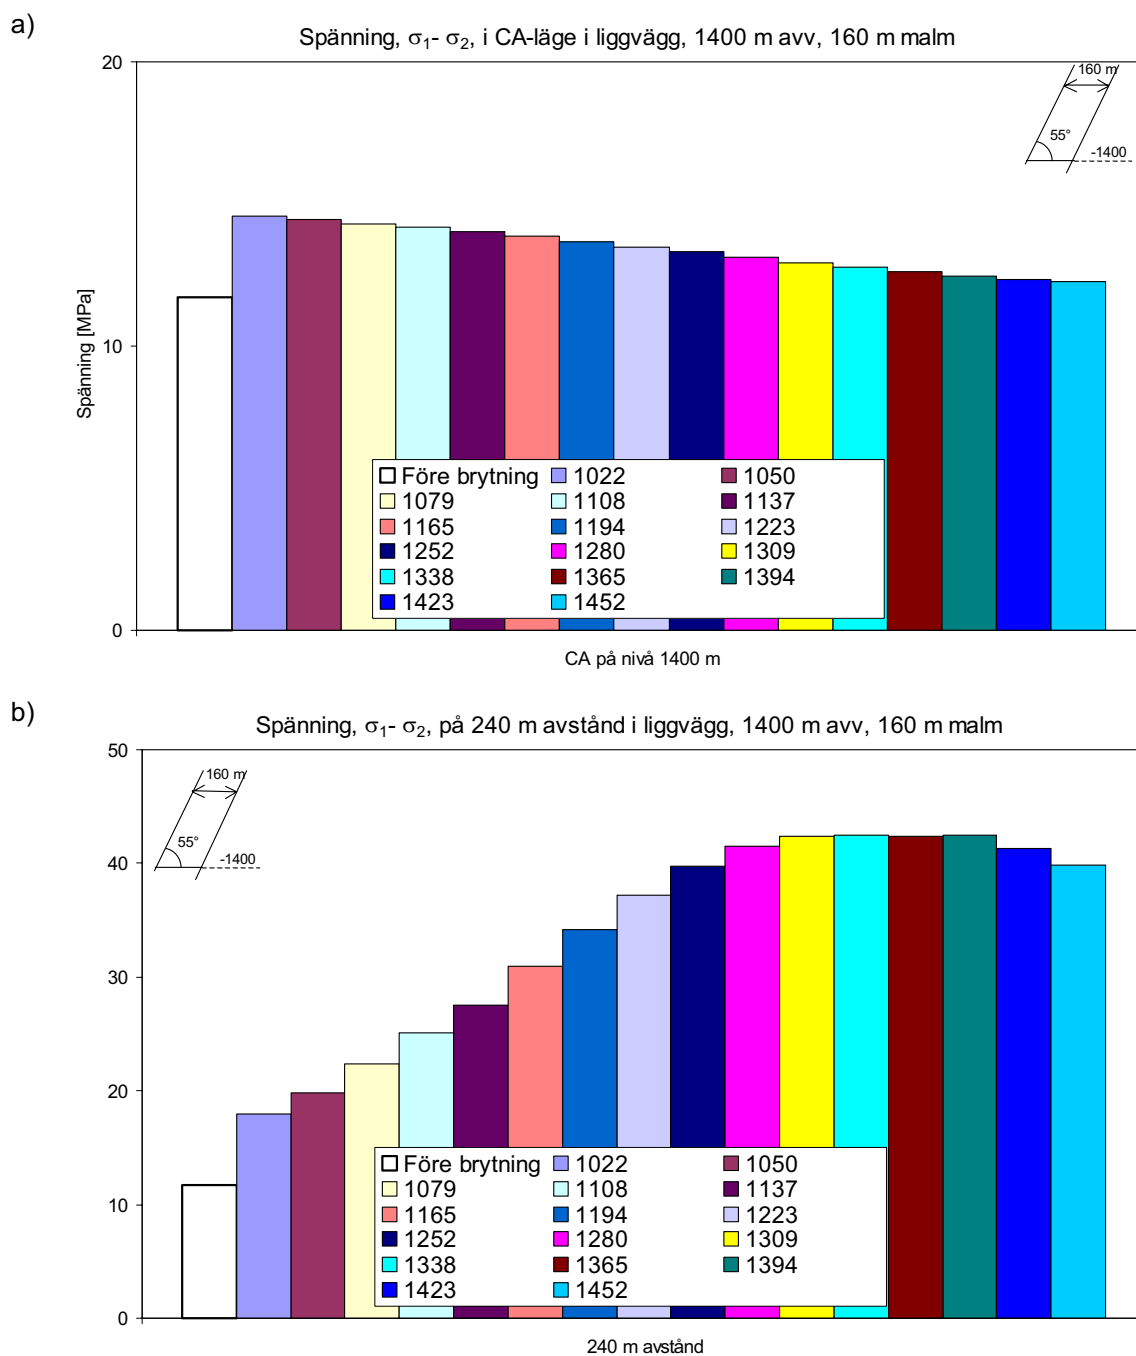 a)
Spänning, σ1- σ2, i CA-läge i liggvägg, 1400 m avv, 160 m malm
20
160 m
55°
-1400
Spänning [MPa]
10
Före brytning 1022 1050
1079 1108 1137
1165 1194 1223
1252 1280 1309
1338 1365 1394
1423 1452
0
CA på nivå 1400 m
b)
Spänning, σ1- σ2, på 240 m avstånd i liggvägg, 1400 m avv, 160 m malm
50
160 m
55°
-1400
40
30
20
10
Före brytning 1022 1050
1079 1108 1137
1165 1194 1223
1252 1280 1309
1338 1365 1394
1423 1452
0
240 m avstånd